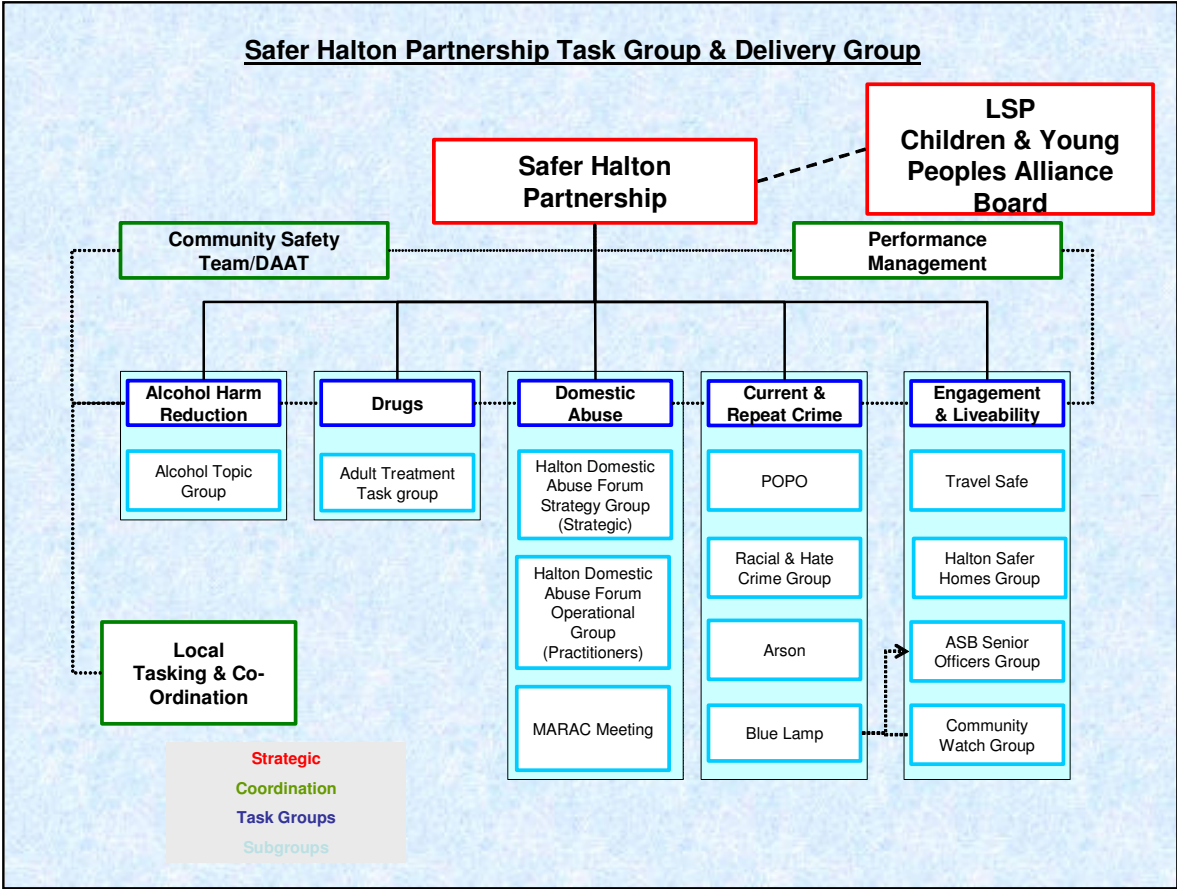 Safer Halton Partnership Task Group & Delivery Group
LSP
Children & Young
Peoples Alliance
Board
Safer Halton
Partnership
Community Safety
Team/DAAT
Performance
Management
Alcohol Harm
Reduction
Drugs
Domestic
Abuse
Current &
Repeat Crime
Engagement
& Liveability
Alcohol Topic
Group
Adult Treatment
Task group
Halton Domestic
Abuse Forum
Strategy Group
(Strategic)
POPO
Travel Safe
Halton Domestic
Abuse Forum
Operational
Group
(Practitioners)
Racial & Hate
Crime Group
Halton Safer
Homes Group
Arson
ASB Senior
Officers Group
MARAC Meeting
Blue Lamp
Community
Watch Group
Local
Tasking & Co-
Ordination
Strategic
Coordination
Task Groups
Subgroups